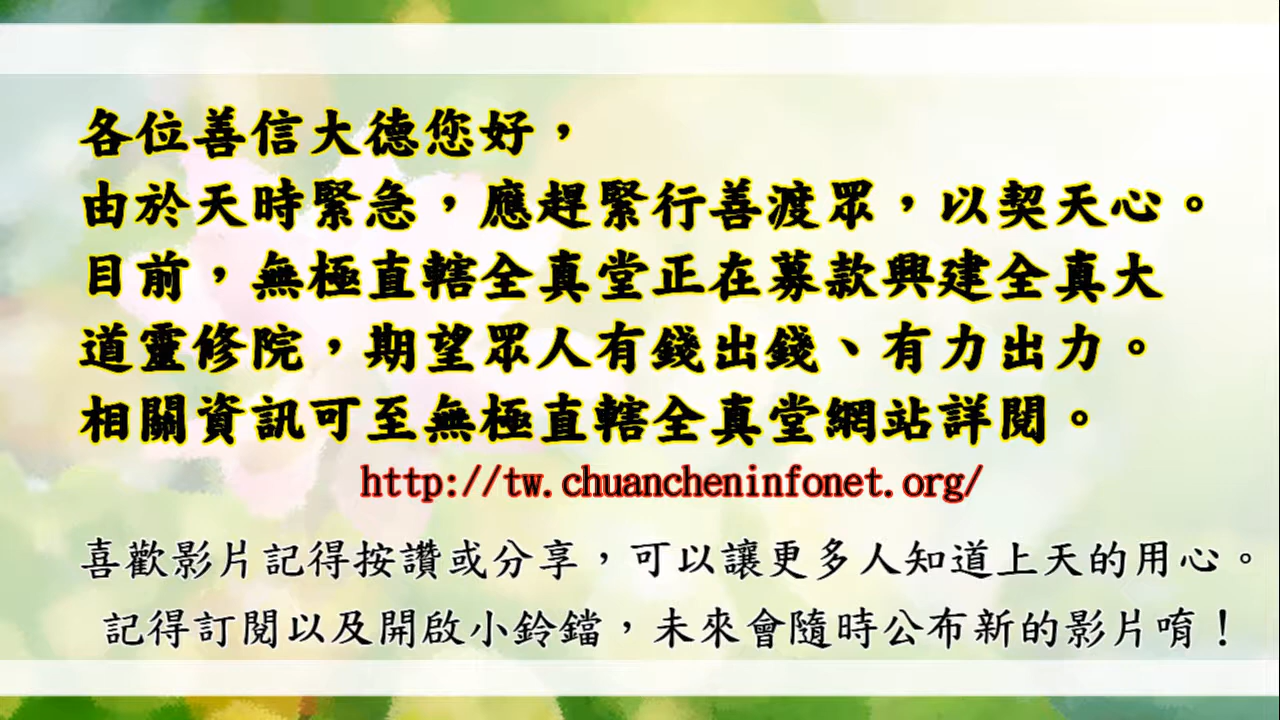 各位善信大德您好，
由於天時緊急，應趕緊行善渡眾，以契天心。
目前，無極直轄全真堂正在募款興建全真大
道靈修院，期望眾人有錢出錢、有力出力。
相關資訊可至無極直轄全真堂網站詳閱。
http://tw.chuancheninfonet.org/
喜歡影片記得按讚或分享，可以讓更多人知道上天的用心。
記得訂閱以及開啟小鈴鐺，未來會隨時公布新的影片唷！